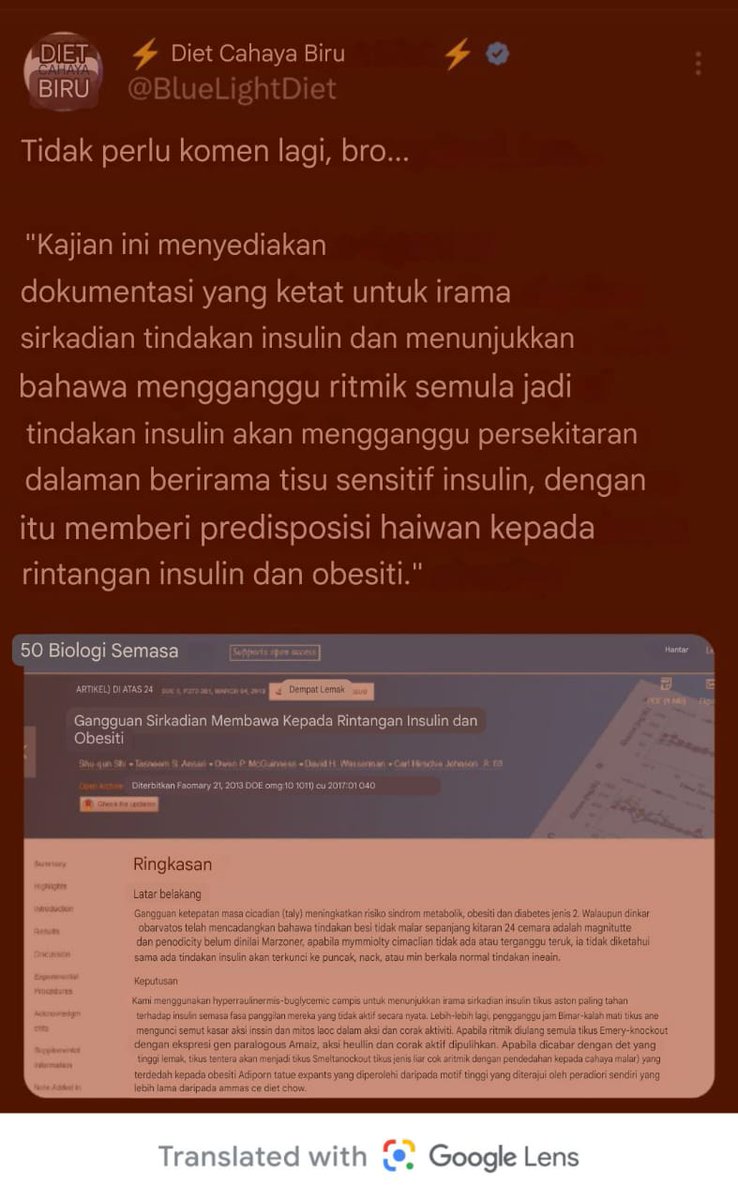 DIET
CAHAYA
BIRU
⚡ Diet Cahaya Biru ⚡
@BlueLightDiet
Tidak perlu komen lagi, bro...
"Kajian ini menyediakan
dokumentasi yang ketat untuk irama
sirkadian tindakan insulin dan menunjukkan
bahawa mengganggu ritmik semula jadi
tindakan insulin akan mengganggu persekitaran
dalaman berirama tisu sensitif insulin, dengan
itu memberi predisposisi haiwan kepada
rintangan insulin dan obesiti."
50 Biologi Semasa
Supports open access
Hantar
ARTIKEL) DI ATAS 24
Dempat Lemak
Gangguan Sirkadian Membawa Kepada Rintangan Insulin dan
Obesiti
Shu-qun Shi • Tasneem S. Ansari • Owen P. McGuinness • David H. Wasserman • Carl Hirschie Johnson
Open Archive Diterbitkan Faomary 21, 2013 DOE omg:10 1011) cu 2017:01 040
Check for updates
Summary
Highlights
Introduction
Results
Discussion
Experimental
Procedures
Supplemental
Information
Note Added in
Ringkasan
Latar belakang
Gangguan ketepatan masa cicadian (taly) meningkatkan risiko sindrom metabolik, obesiti dan diabetes jenis 2. Walaupun dinkar
obarvatos telah mencadangkan bahawa tindakan besi tidak malar sepanjang kitaran 24 cemara adalah magnitutte
dan penodicity belum dinilai Marzoner, apabila mymmiolty cimaclian tidak ada atau terganggu teruk, ia tidak diketahui
sama ada tindakan insulin akan terkunci ke puncak, nack, atau min berkala normal tindakan ineain.
Keputusan
Kami menggunakan hyperraulinermis-buglycemic campis untuk menunjukkan irama sirkadian insulin tikus aston paling tahan
terhadap insulin semasa fasa panggilan mereka yang tidak aktif secara nyata. Lebih-lebih lagi, pengganggu jam Bimar-kalah mati tikus ane
mengunci semut kasar aksi inssin dan mitos laoc dalam aksi dan corak aktiviti. Apabila ritmik diulang semula tikus Emery-knockout
dengan ekspresi gen paralogous Amaiz, aksi heullin dan corak aktif dipulihkan. Apabila dicabar dengan det yang
tinggi lemak, tikus tentera akan menjadi tikus Smeltanockout tikus jenis liar cok aritmik dengan pendedahan kepada cahaya malar) yang
terdedah kepada obesiti Adiporn tatue expants yang diperolehi daripada motif tinggi yang diterajui oleh peradiori sendiri yang
lebih lama daripada ammas ce diet chow.
Translated with Google Lens